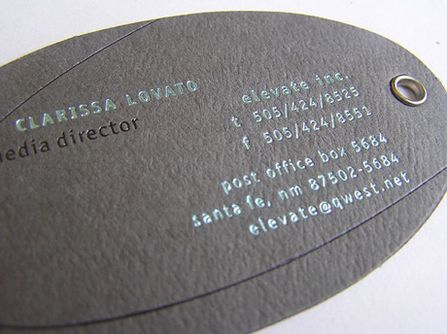 CLARISSA LOVATO
media director
elevate inc.
t 505/424/8525
f 505/424/8551
post office box 5684
santa fe, nm 87502-5684
elevate@qwest.net